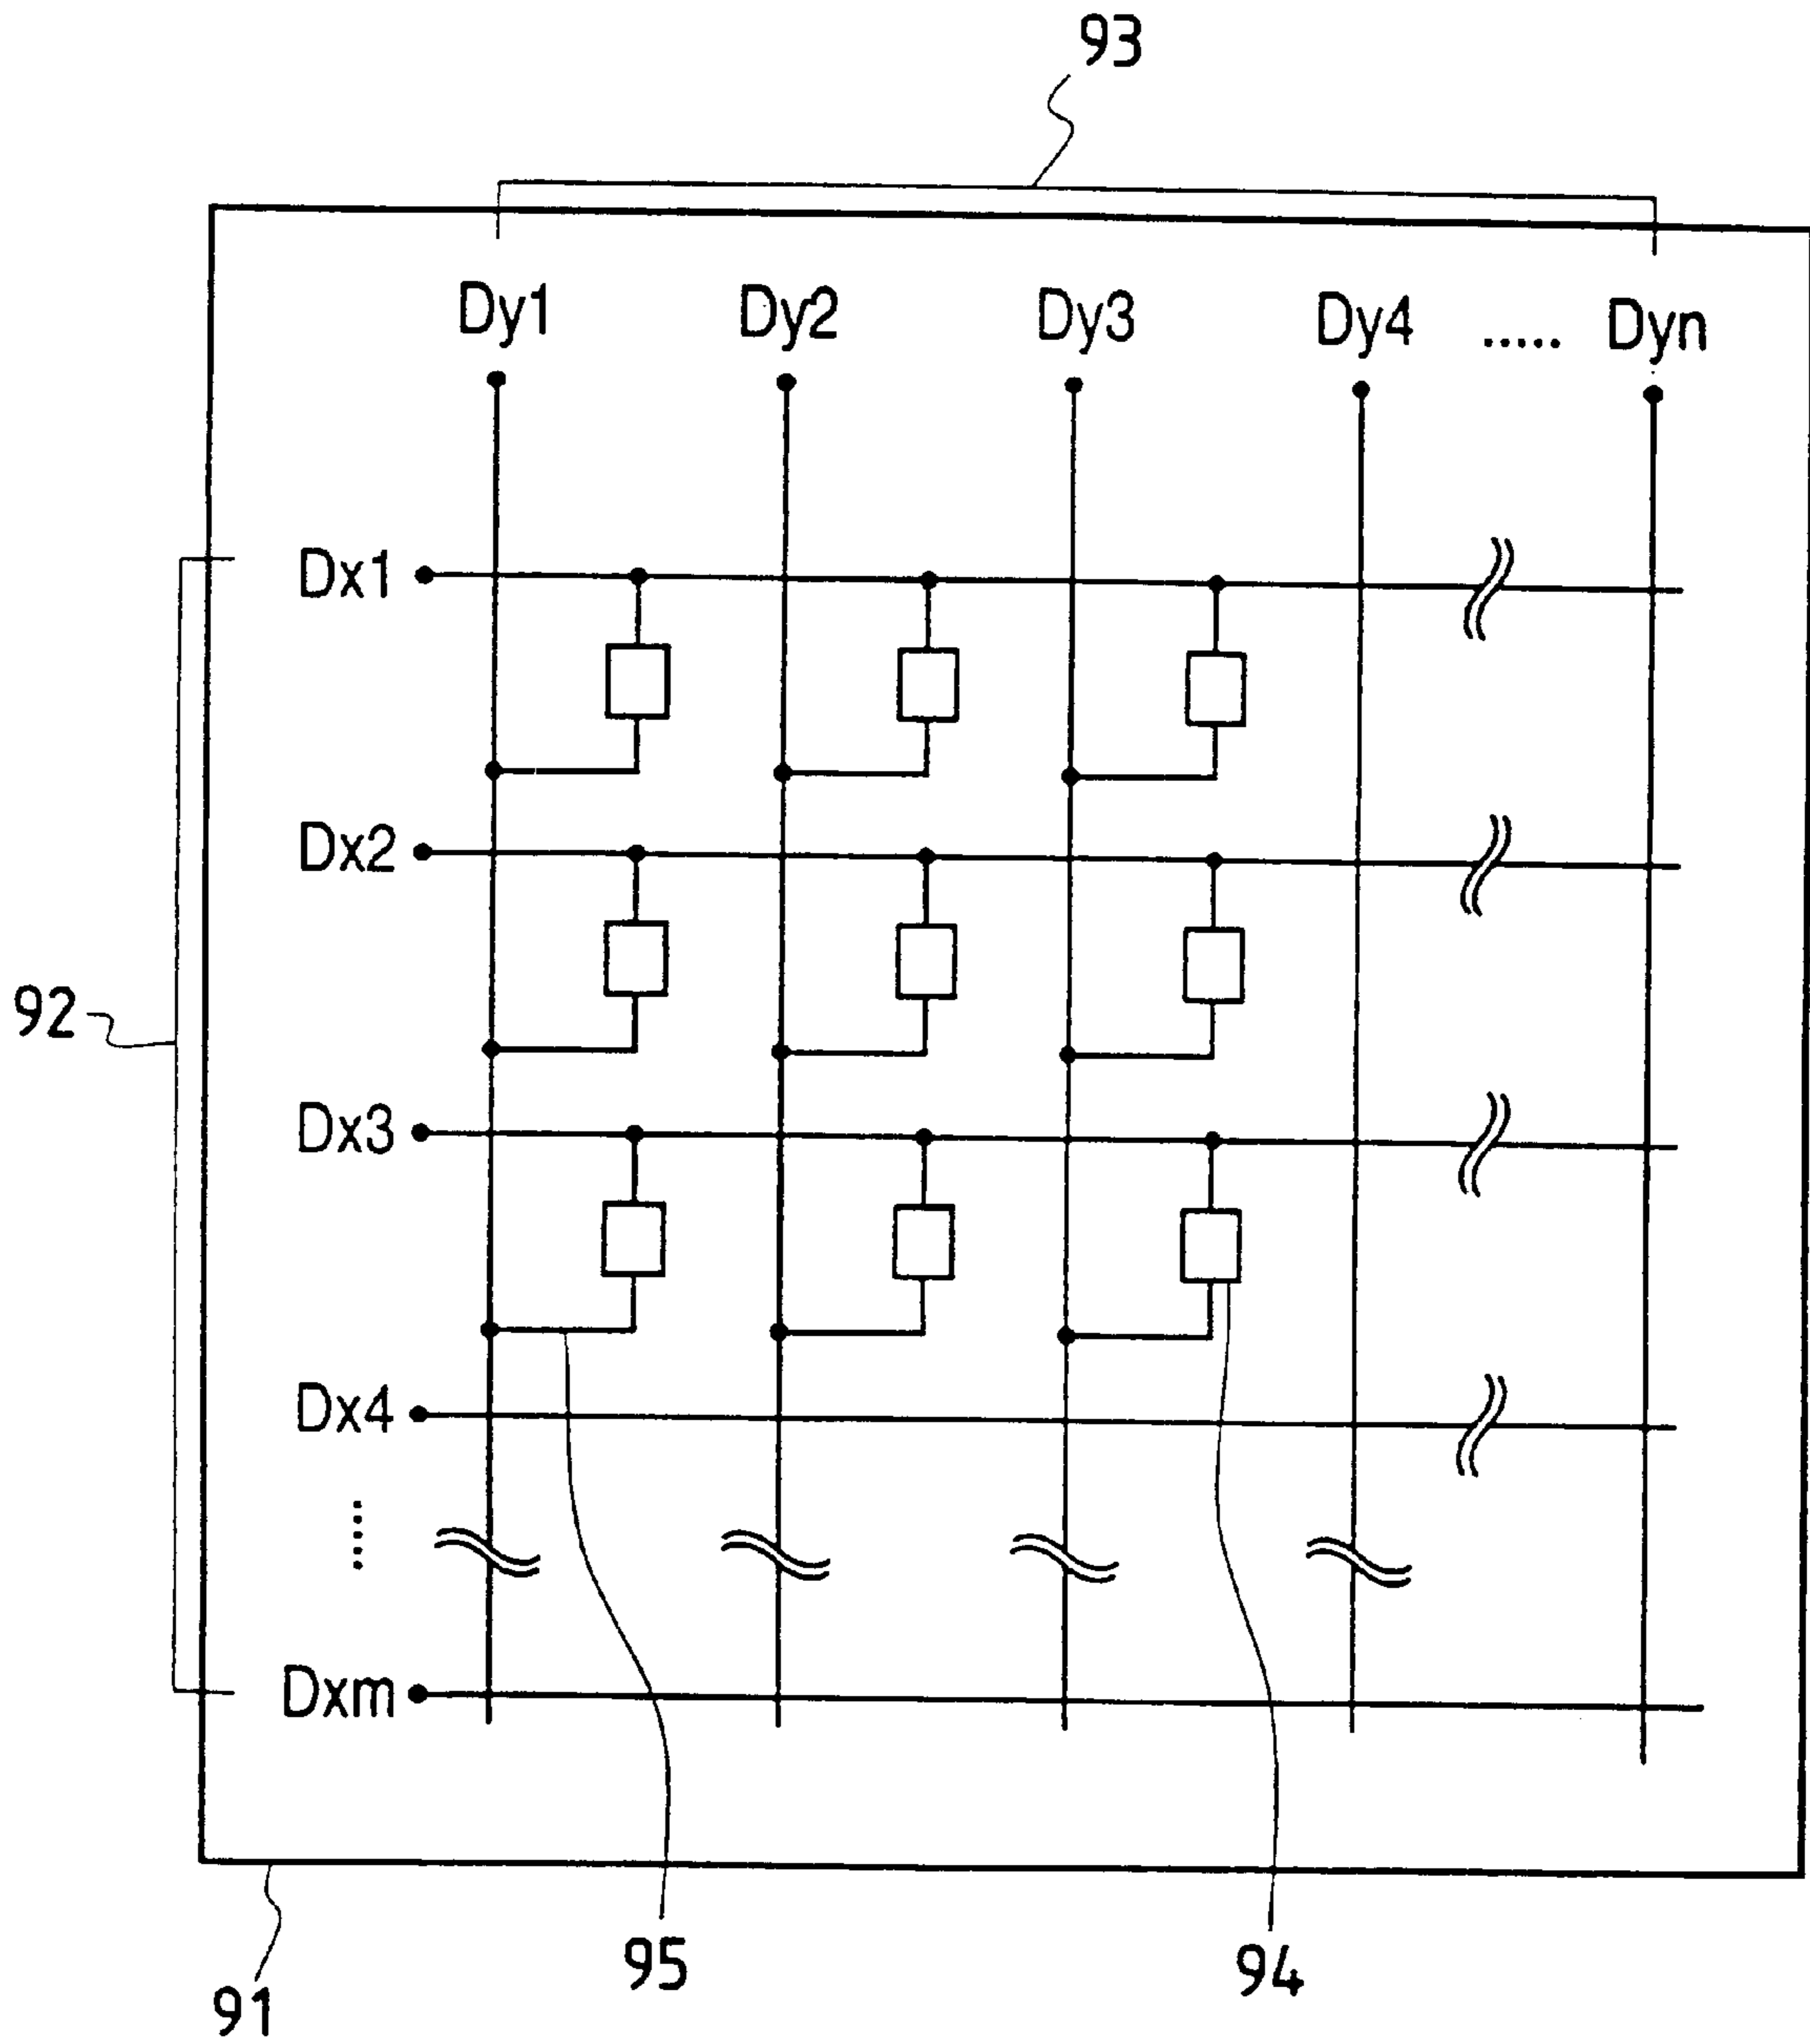 93
Dy1 Dy2 Dy3 Dy4 ..... Dyn
Dx1
Dx2
92
Dx3
Dx4
.....
Dxm
95
94
91